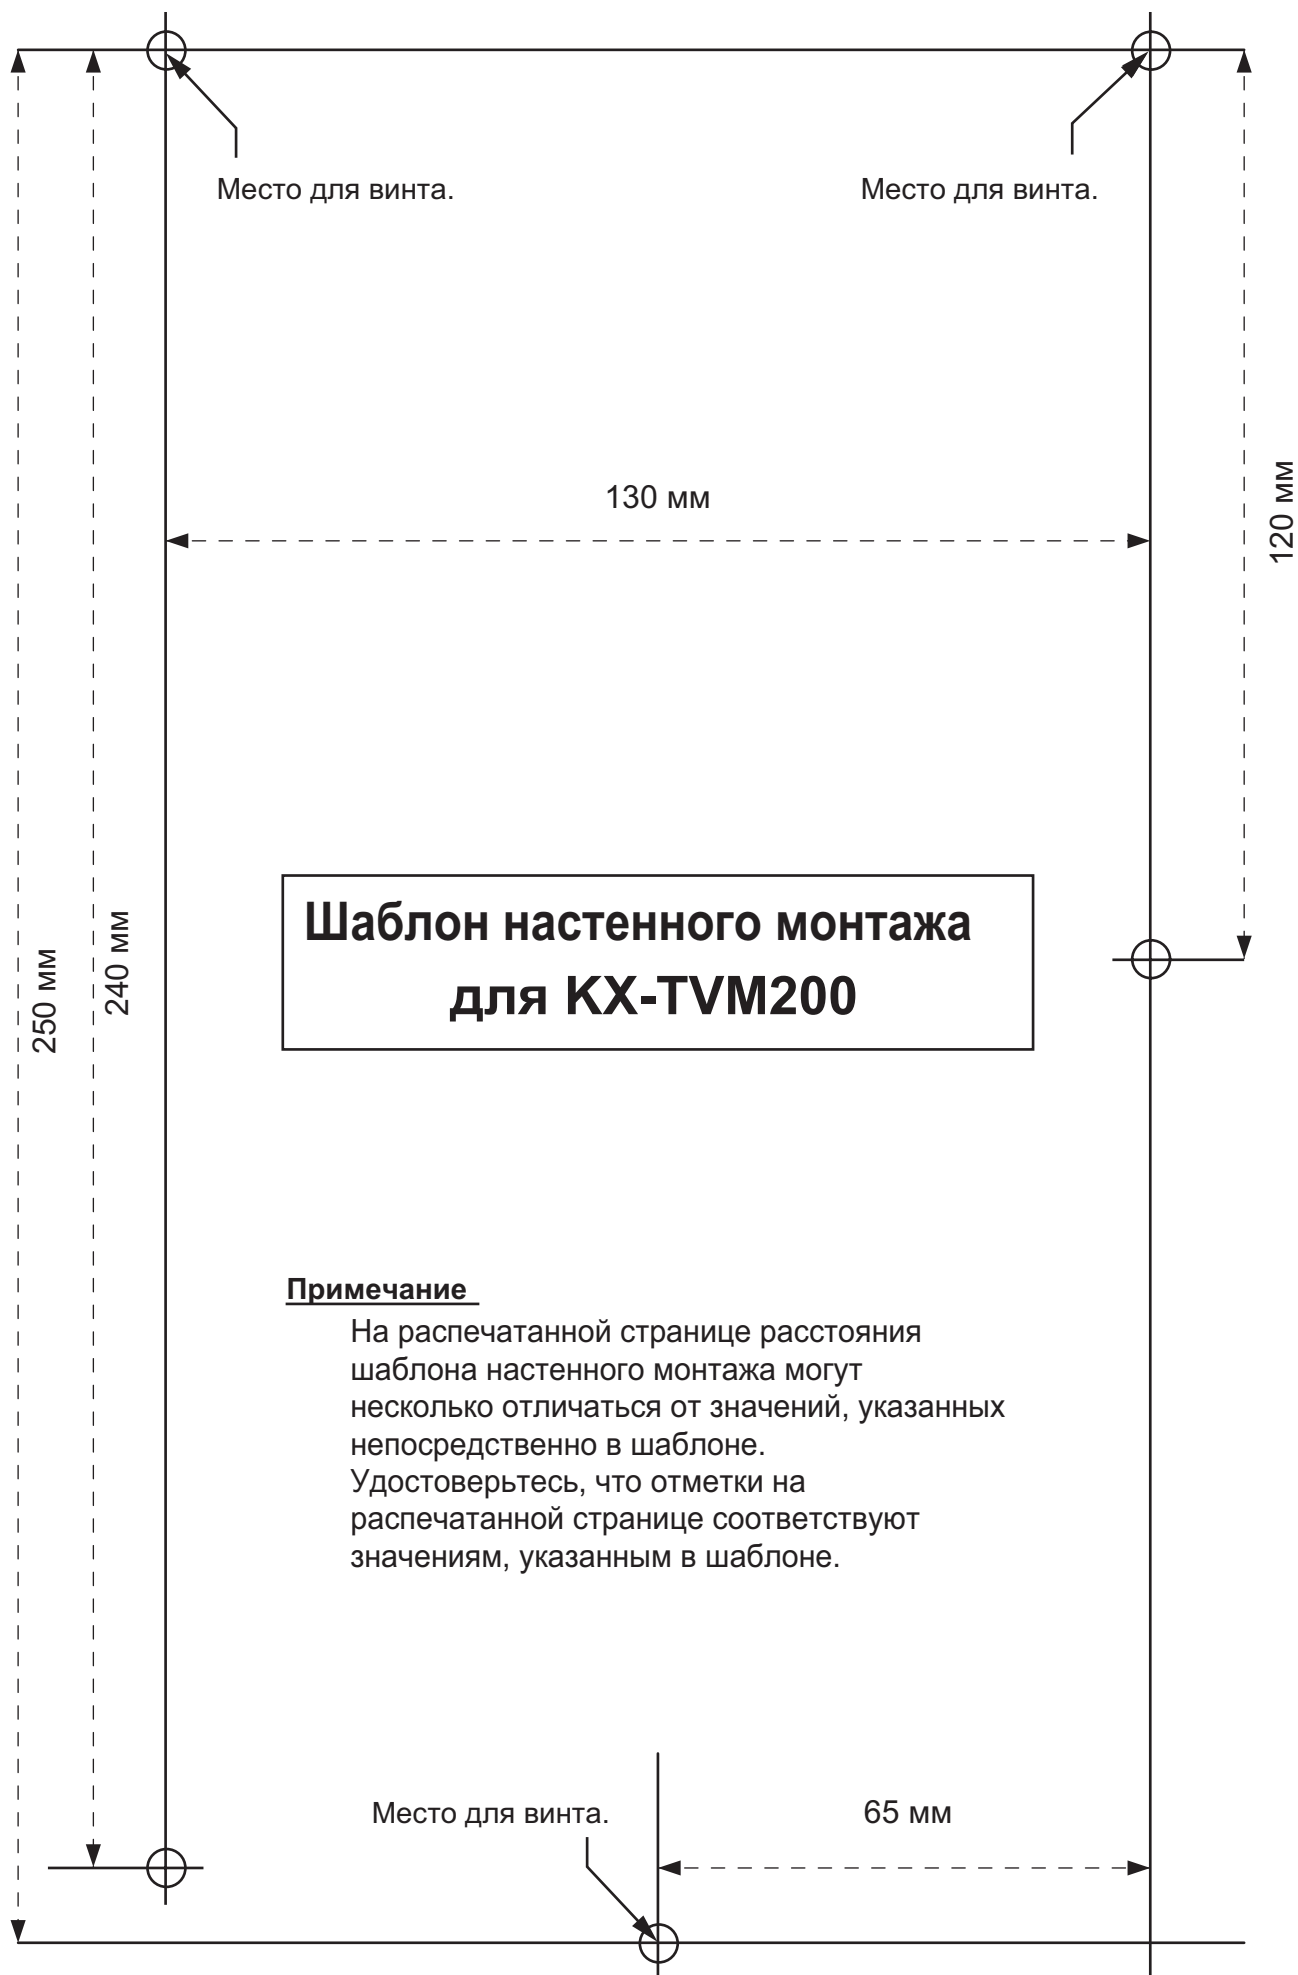 Место для винта.
Место для винта.
130 мм
120 мм
Шаблон настенного монтажа
для KX-TVM200
240 мм
250 мм
Примечание
На распечатанной странице расстояния
шаблона настенного монтажа могут
несколько отличаться от значений, указанных
непосредственно в шаблоне.
Удостоверьтесь, что отметки на
распечатанной странице соответствуют
значениям, указанным в шаблоне.
Место для винта.
65 мм